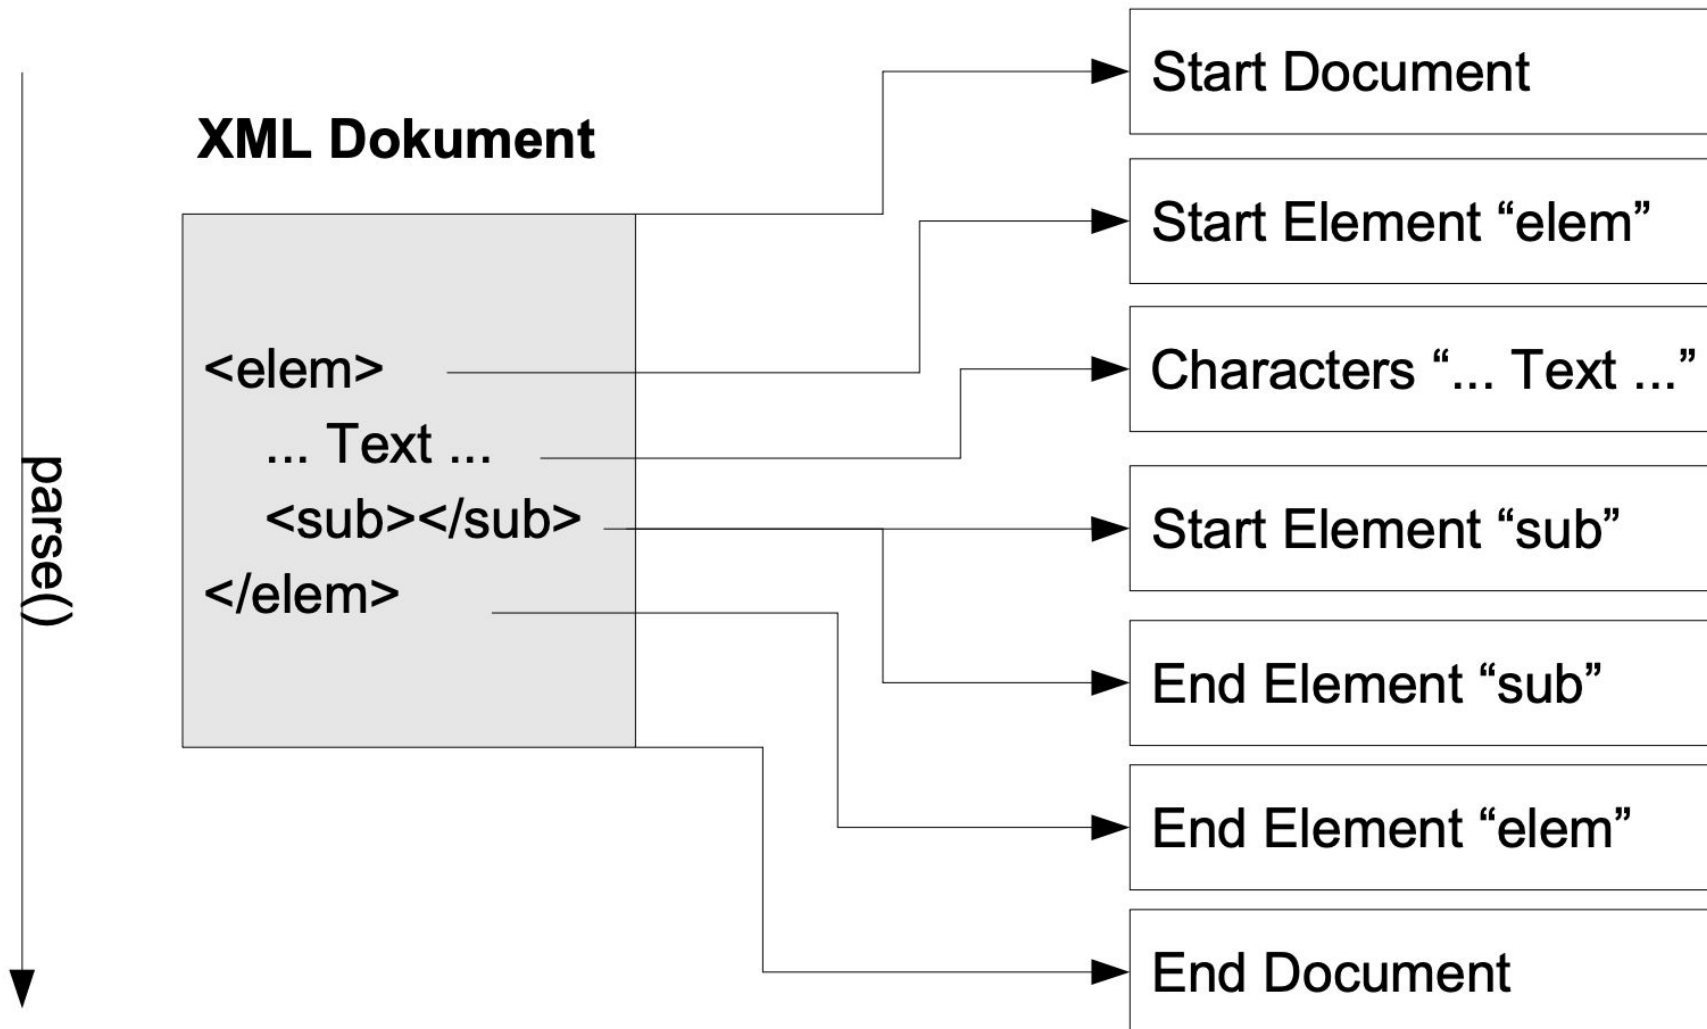 parse()
XML Dokument
<elem>
... Text ...
<sub></sub>
</elem>
Start Document
Start Element “elem”
Characters “... Text ...”
Start Element “sub”
End Element “sub”
End Element “elem”
End Document